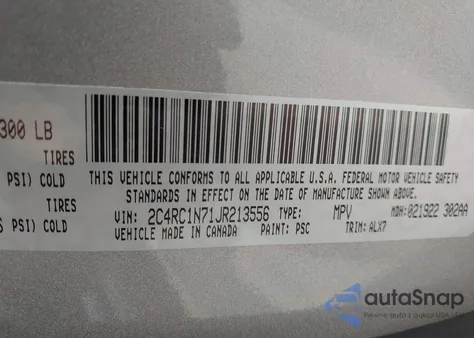 300 LB
TIRES
PSI) COLD
TIRES
PSI) COLD
THIS VEHICLE CONFORMS TO ALL APPLICABLE U.S.A. FEDERAL MOTOR VEHICLE SAFETY
STANDARDS IN EFFECT ON THE DATE OF MANUFACTURE SHOWN ABOVE.
VIN: 2C4RC1N71JR213556 TYPE: MPV MDH: 021922 302AA
VEHICLE MADE IN CANADA PAINT: PSC TRIM: ALX7
autoSnap